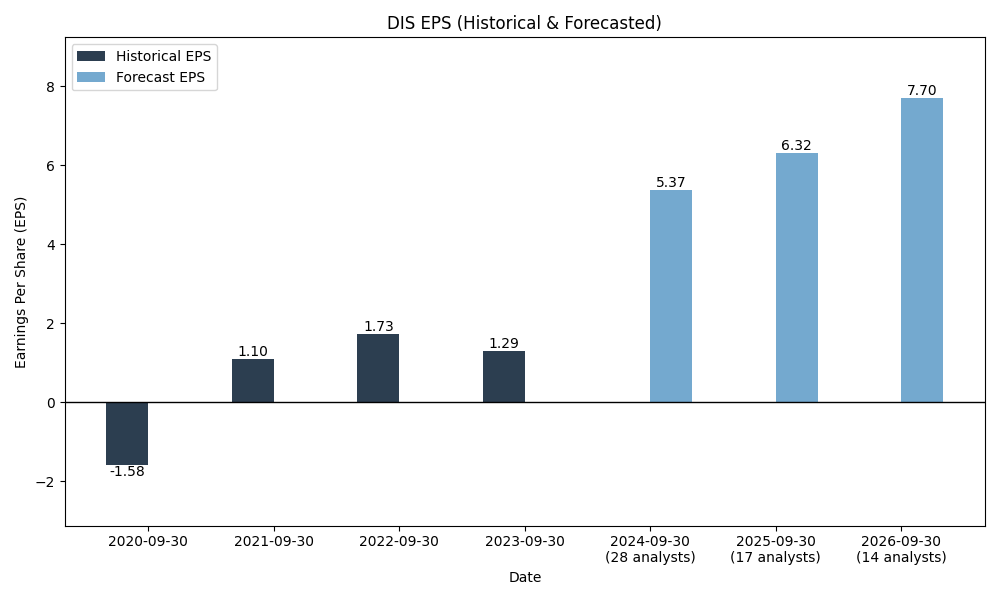 DIS EPS (Historical & Forecasted)
Historical EPS
Forecast EPS
Earnings Per Share (EPS)
8
6
4
2
0
−2
-1.58
1.10
1.73
1.29
5.37
6.32
7.70
2020-09-30
2021-09-30
2022-09-30
2023-09-30
2024-09-30
(28 analysts)
2025-09-30
(17 analysts)
2026-09-30
(14 analysts)
Date